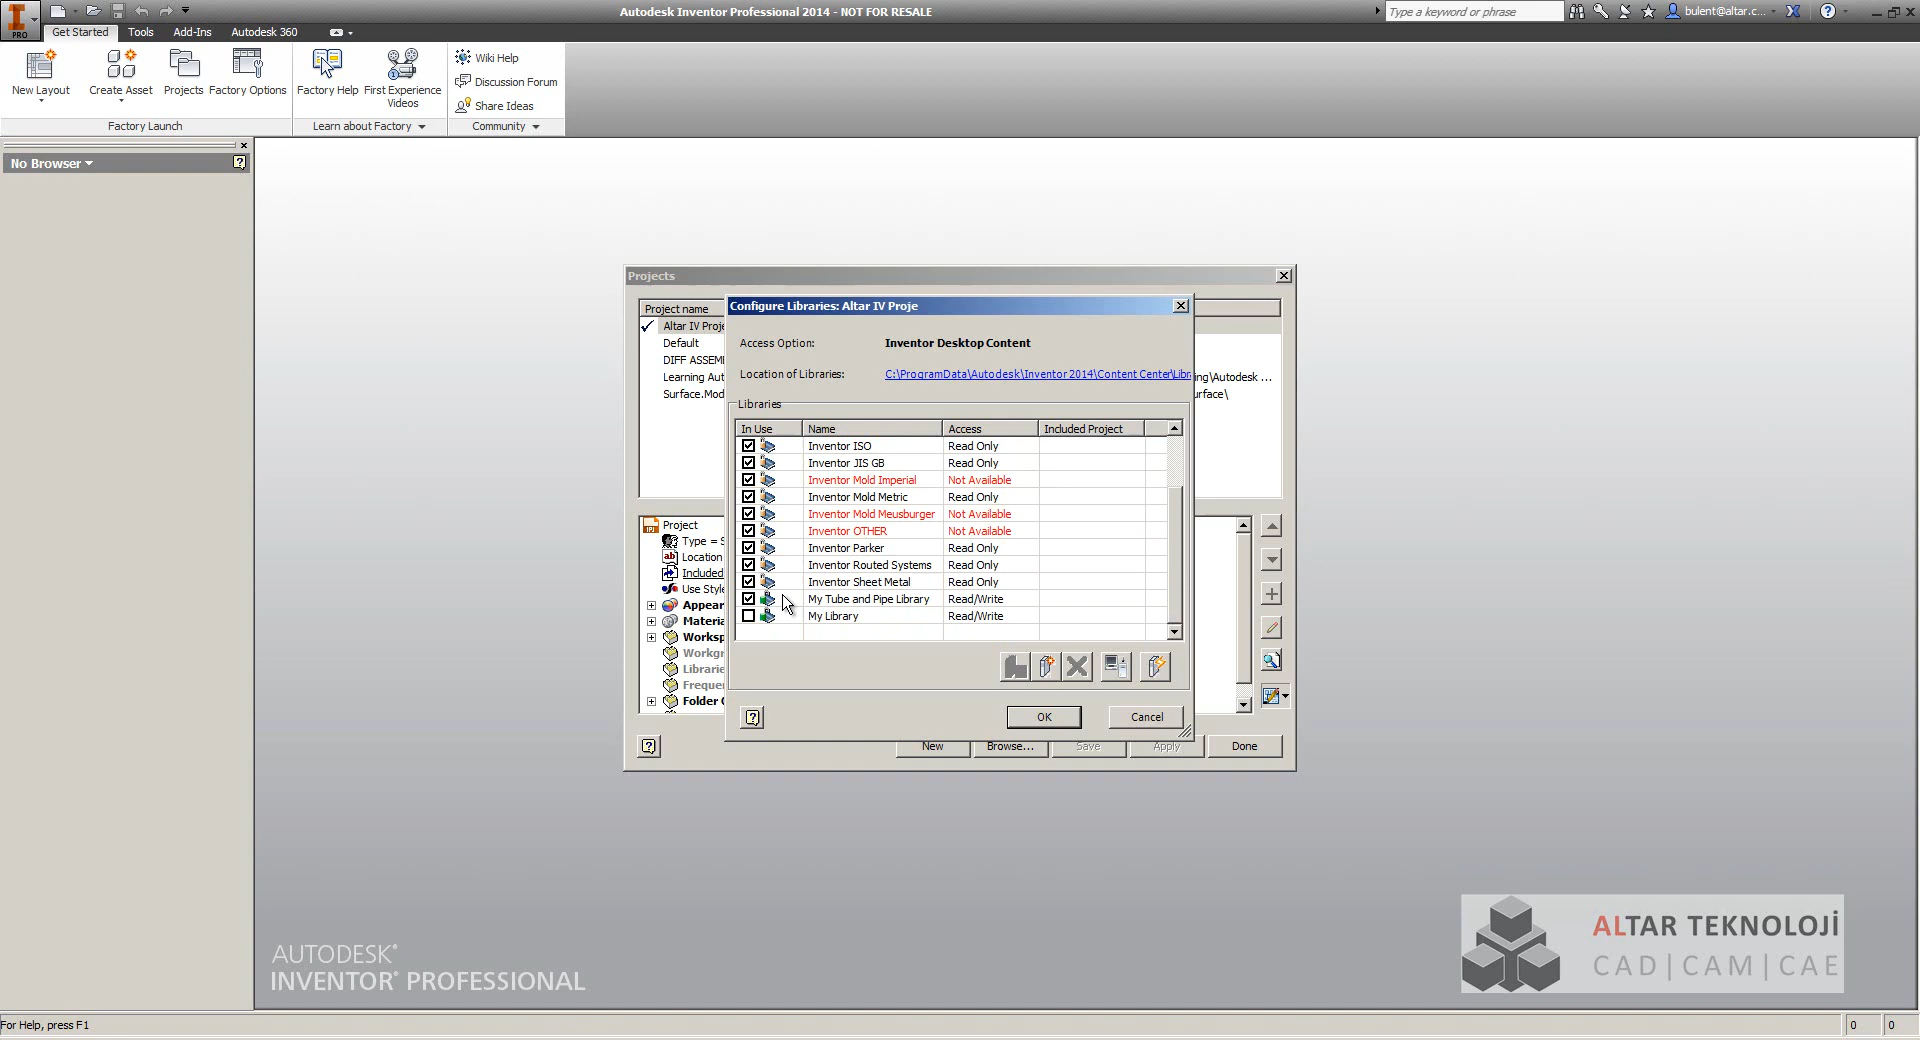 Autodesk Inventor Professional 2014 - NOT FOR RESALE
Type a keyword or phrase
bulent@altar.c...
PRO
Get Started
Tools
Add-Ins
Autodesk 360
New Layout
Create Asset
Projects
Factory Options
Factory Help
First Experience
Videos
Wiki Help
Discussion Forum
Share Ideas
Factory Launch
Learn about Factory
Community
No Browser
Projects
Project name
Altar IV Proje
Default
DIFF ASSEM
Learning Aut
ing\Autodesk ...
Surface.Mod
rface\
Configure Libraries: Altar IV Proje
Access Option:
Inventor Desktop Content
Location of Libraries:
C:\ProgramData\Autodesk\Inventor 2014\Content Center\Libr
Libraries
In Use Name Access Included Project
Inventor ISO Read Only
Inventor JIS GB Read Only
Inventor Mold Imperial Not Available
Inventor Mold Metric Read Only
Inventor Mold Meusburger Not Available
Inventor OTHER Not Available
Inventor Parker Read Only
Inventor Routed Systems Read Only
Inventor Sheet Metal Read Only
My Tube and Pipe Library Read/Write
My Library Read/Write
OK
Cancel
Project
Type = S
Location
Included
Use Style
Appear
Materia
Worksp
Workgr
Librarie
Freque
Folder
New
Browse...
Save
Apply
Done
AUTODESK®
INVENTOR® PROFESSIONAL
ALTAR TEKNOLOJİ
CAD | CAM | CAE
For Help, press F1
0
0